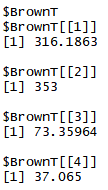 $BrownT
$BrownT[[1]]
[1] 316.1863
$BrownT[[2]]
[1] 353
$BrownT[[3]]
[1] 73.35964
$BrownT[[4]]
[1] 37.065